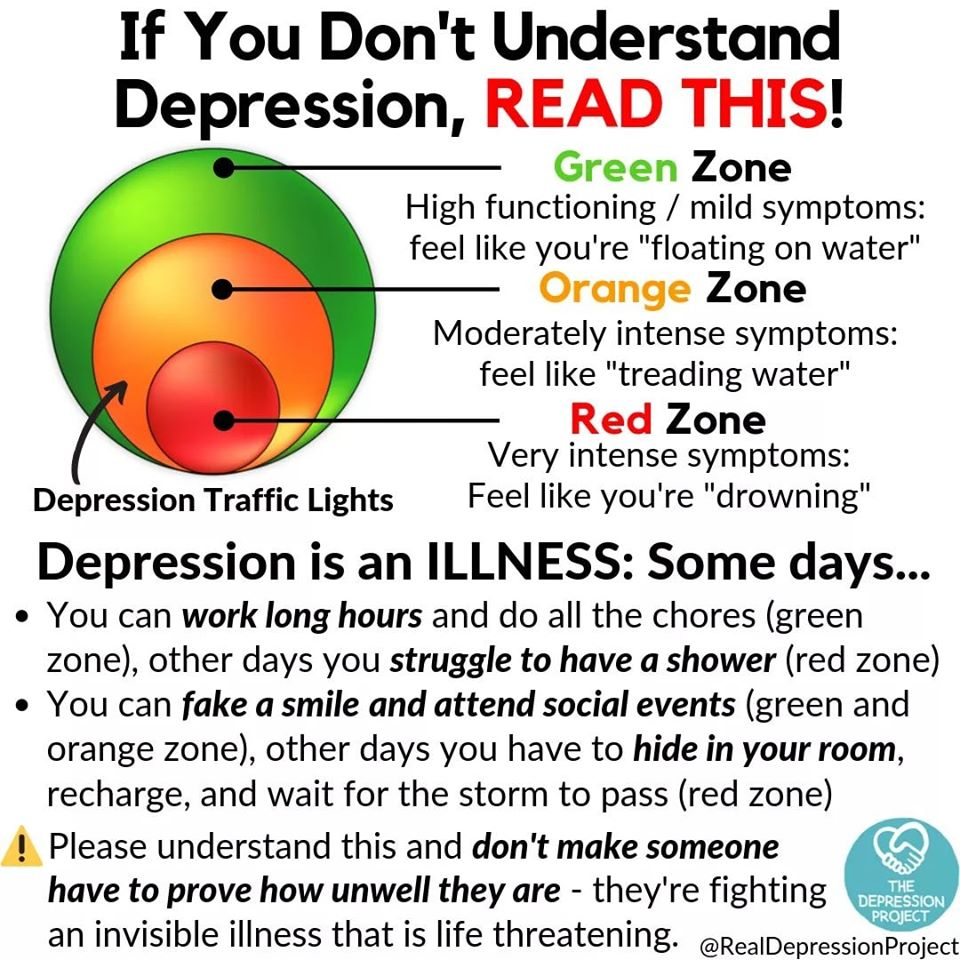 If You Don't Understand
Depression, READ THIS!
Green Zone
High functioning / mild symptoms:
feel like you're "floating on water"
Orange Zone
Moderately intense symptoms:
feel like "treading water"
Red Zone
Very intense symptoms:
Feel like you're "drowning"
Depression Traffic Lights
Depression is an ILLNESS: Some days...
• You can work long hours and do all the chores (green
zone), other days you struggle to have a shower (red zone)
• You can fake a smile and attend social events (green and
orange zone), other days you have to hide in your room,
recharge, and wait for the storm to pass (red zone)
Please understand this and don't make someone
have to prove how unwell they are - they're fighting
an invisible illness that is life threatening.
THE
DEPRESSION
PROJECT
@RealDepressionProject